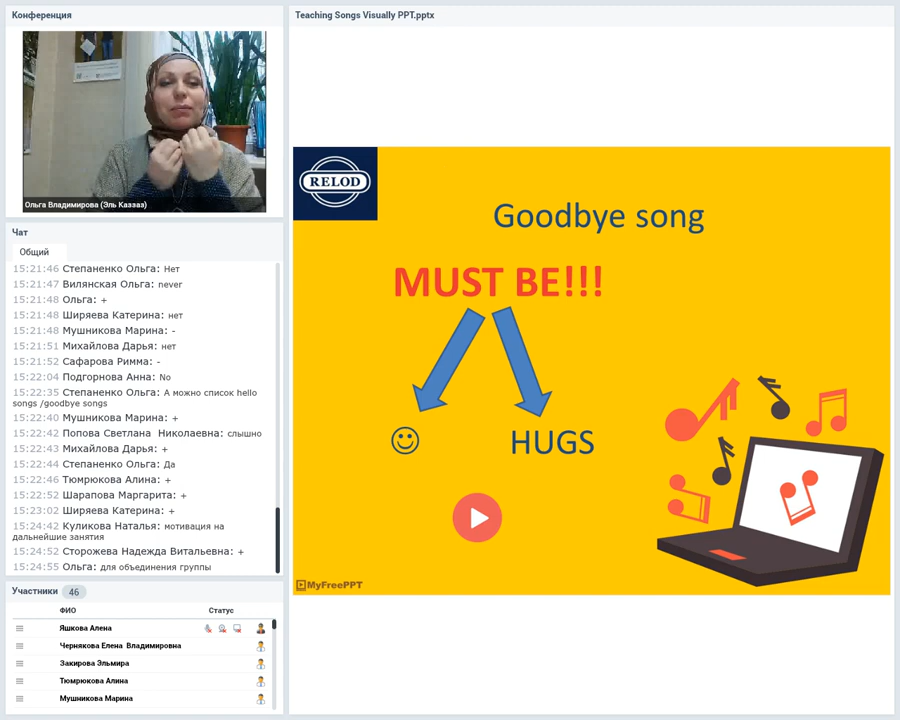 Конференция
Ольга Владимирова (Эль Каззаз)
Чат
Общий
15:21:46 Степаненко Ольга: Нет
15:21:47 Вилянская Ольга: never
15:21:48 Ольга: +
15:21:48 Ширяева Катерина: нет
15:21:48 Мушникова Марина: -
15:21:51 Михайлова Дарья: нет
15:21:52 Сафарова Римма: -
15:22:04 Подгорнова Анна: No
15:22:35 Степаненко Ольга: А можно список hello
songs /goodbye songs
15:22:40 Мушникова Марина: +
15:22:42 Попова Светлана Николаевна: слышно
15:22:43 Михайлова Дарья: +
15:22:44 Степаненко Ольга: Да
15:22:46 Тюмрюкова Алина: +
15:22:52 Шарапова Маргарита: +
15:23:02 Ширяева Катерина: +
15:24:42 Куликова Наталья: мотивация на
дальнейшие занятия
15:24:52 Сторожева Надежда Витальевна: +
15:24:55 Ольга: для объединения группы
Участники 46
ФИО Статус
Яшкова Алена
Чернякова Елена Владимировна
Закирова Эльмира
Тюмрюкова Алина
Мушникова Марина
Teaching Songs Visually PPT.pptx
RELOD
Goodbye song
MUST BE!!!
HUGS
MyFreePPT